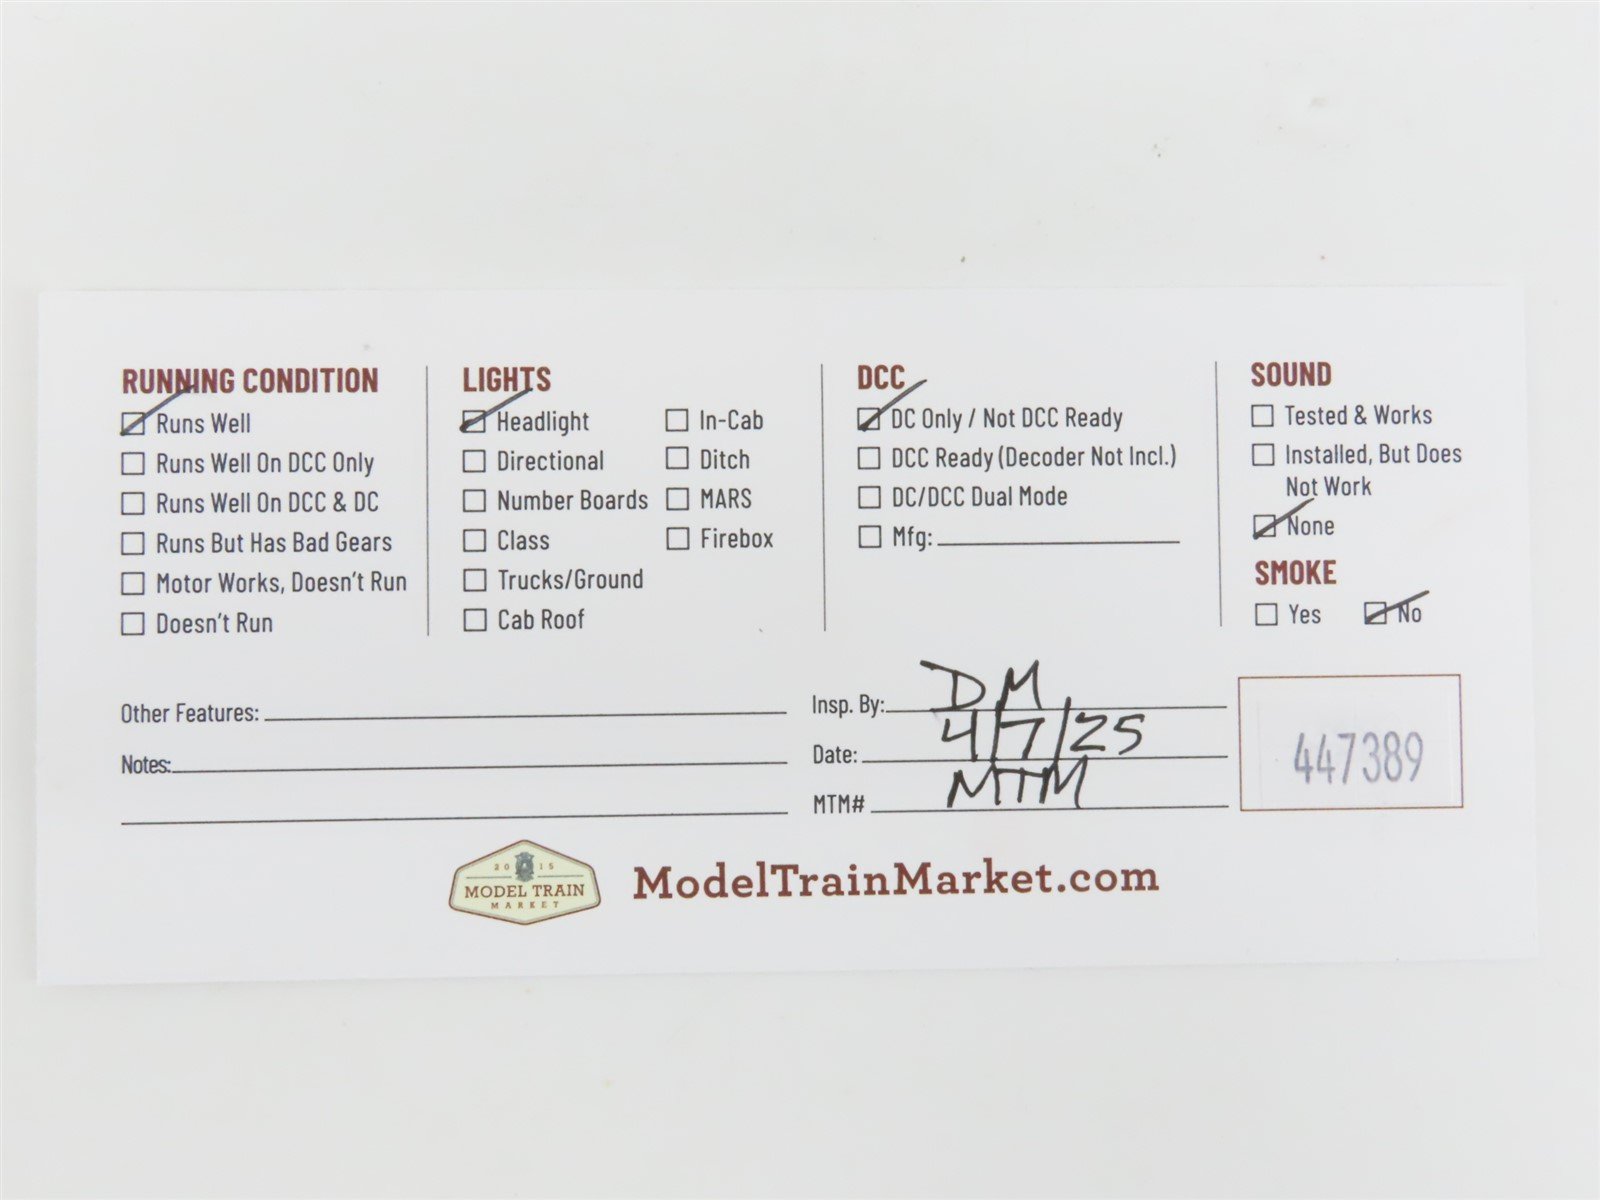 RUNNING CONDITION
Runs Well
Runs Well On DCC Only
Runs Well On DCC & DC
Runs But Has Bad Gears
Motor Works, Doesn't Run
Doesn't Run
LIGHTS
Headlight
Directional
Number Boards
Class
Trucks/Ground
Cab Roof
In-Cab
Ditch
MARS
Firebox
DCC
DC Only / Not DCC Ready
DCC Ready (Decoder Not Incl.)
DC/DCC Dual Mode
Mfg:
SOUND
Tested & Works
Installed, But Does
Not Work
None
SMOKE
Yes No
Other Features:
Notes:
Insp. By: DM
Date: 4/7/25
MTM# MTM
447389
2015
MODEL TRAIN
MARKET
ModelTrainMarket.com